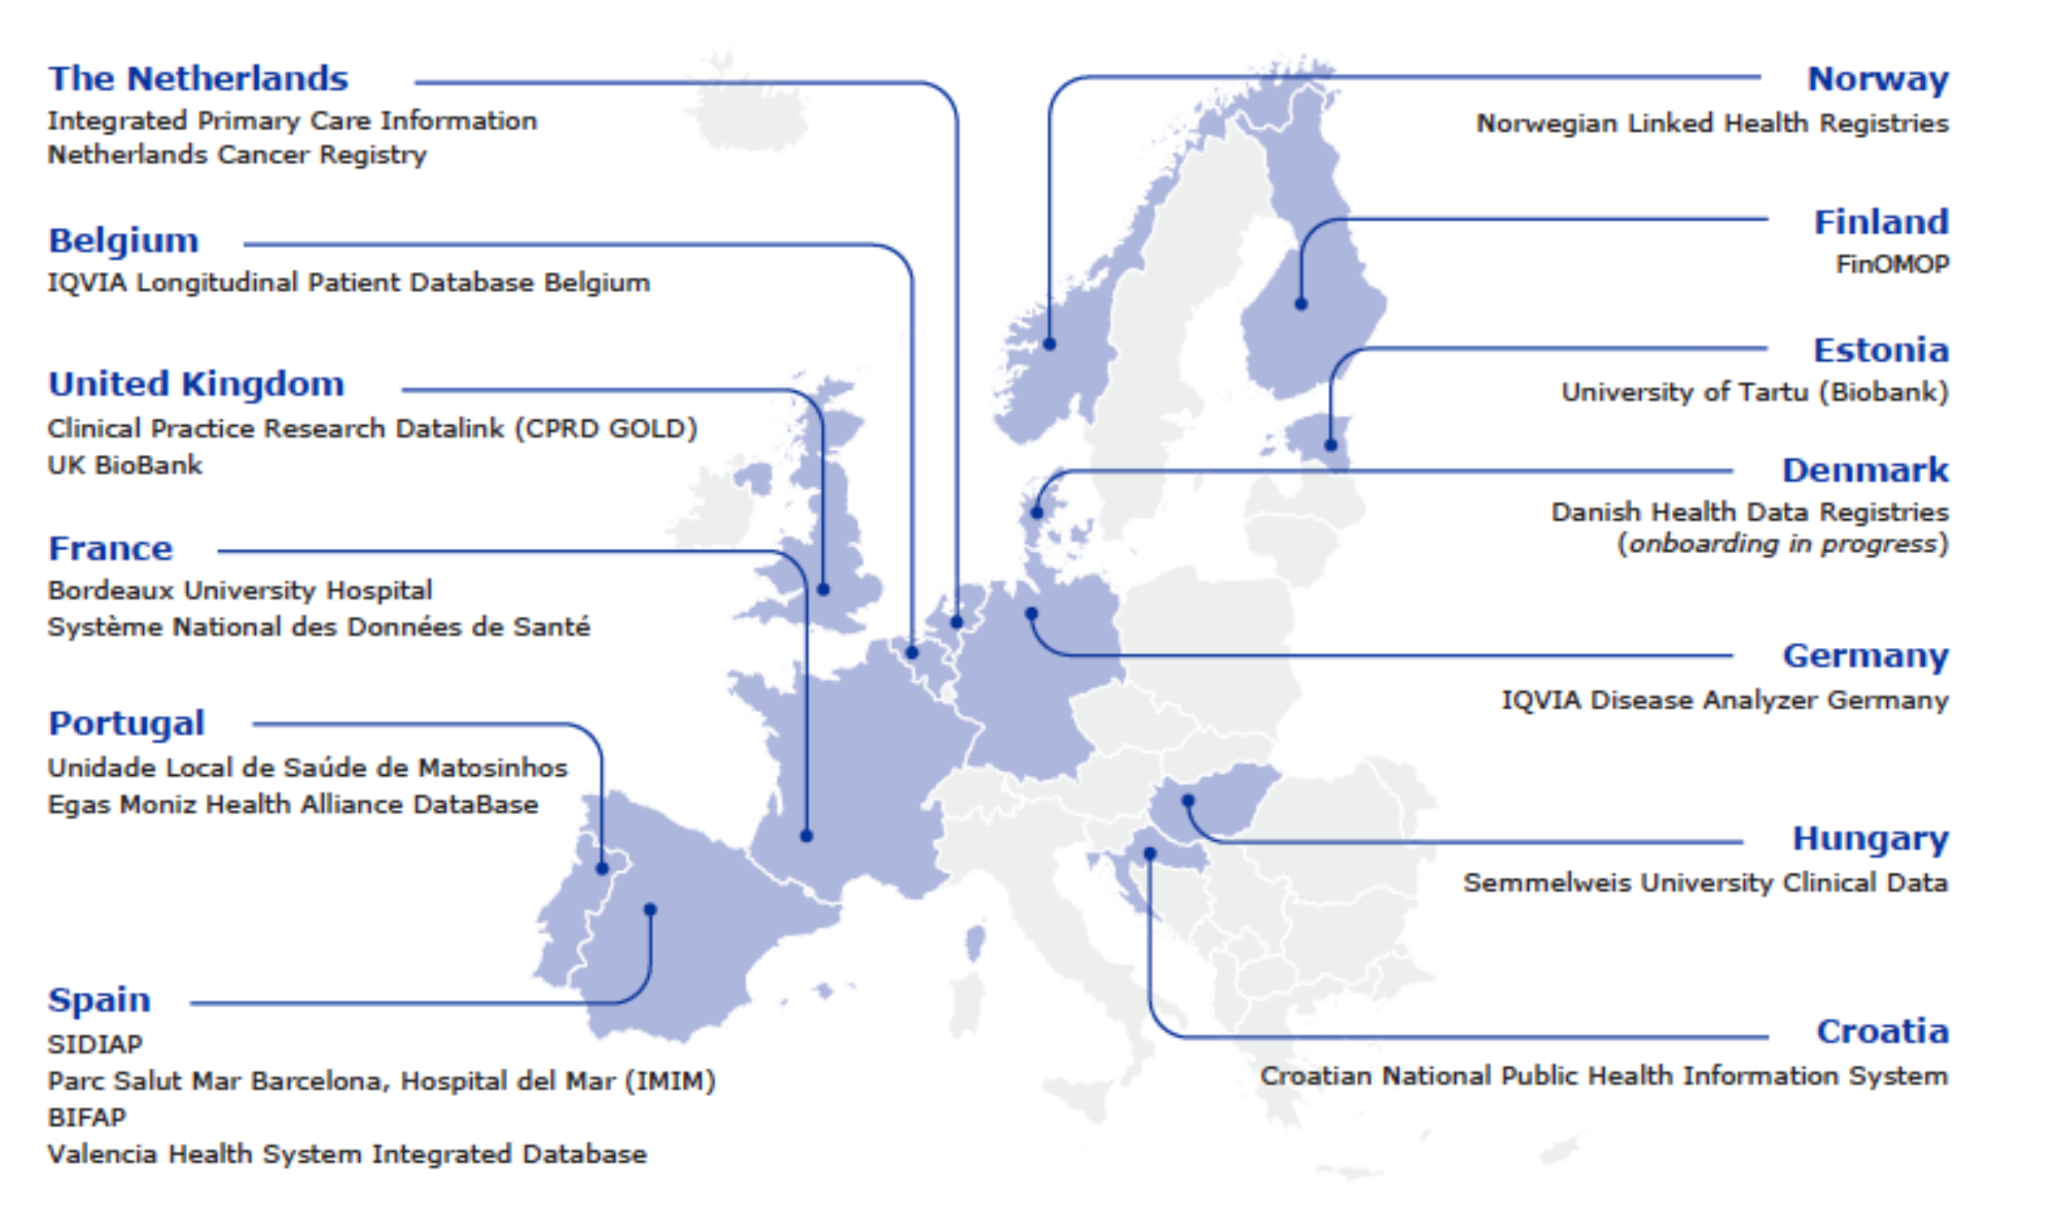 The Netherlands
Integrated Primary Care Information
Netherlands Cancer Registry
Belgium
IQVIA Longitudinal Patient Database Belgium
United Kingdom
Clinical Practice Research Datalink (CPRD GOLD)
UK BioBank
France
Bordeaux University Hospital
Système National des Données de Santé
Portugal
Unidade Local de Saúde de Matosinhos
Egas Moniz Health Alliance DataBase
Spain
SIDIAP
Parc Salut Mar Barcelona, Hospital del Mar (IMIM)
BIFAP
Valencia Health System Integrated Database
Norway
Norwegian Linked Health Registries
Finland
FinOMOP
Estonia
University of Tartu (Biobank)
Denmark
Danish Health Data Registries
(onboarding in progress)
Germany
IQVIA Disease Analyzer Germany
Hungary
Semmelweis University Clinical Data
Croatia
Croatian National Public Health Information System